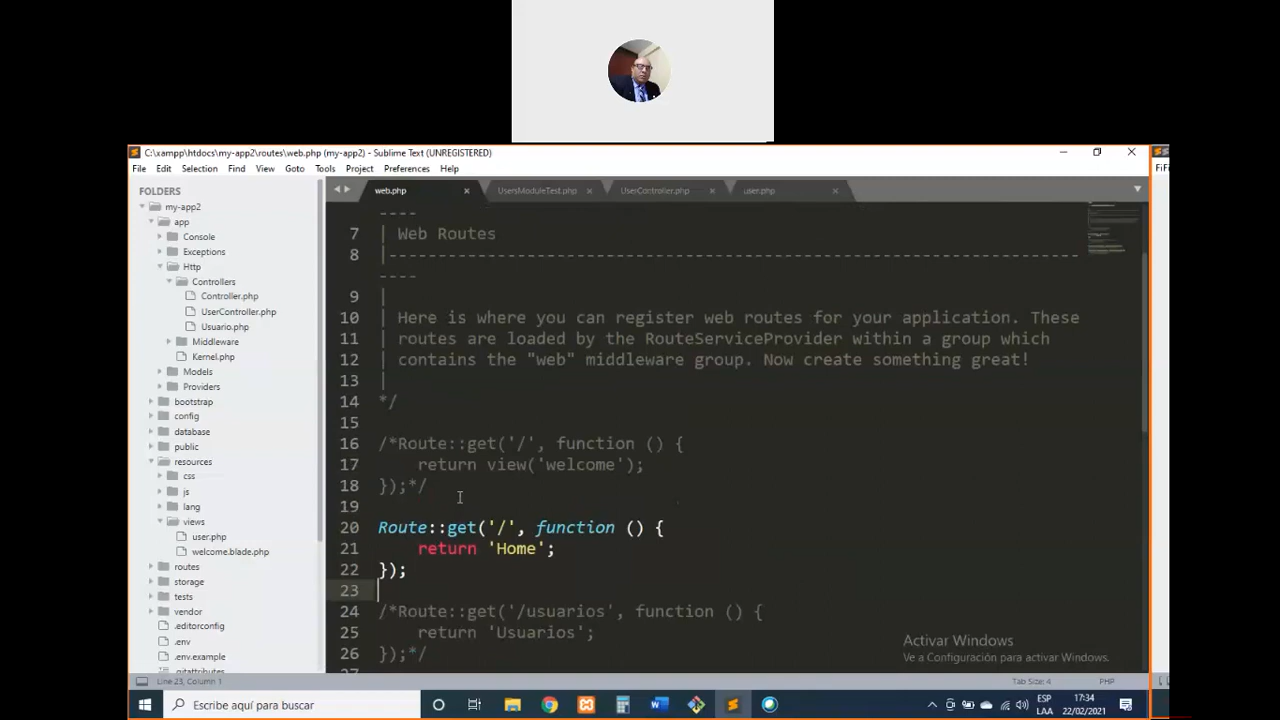 C:\xampp\htdocs\my-app2\routes\web.php (my-app2) - Sublime Text (UNREGISTERED)
File Edit Selection Find View Goto Tools Project Preferences Help
FiFi
FOLDERS
my-app2
app
Console
Exceptions
Http
Controllers
Controller.php
UserController.php
Usuario.php
Middleware
Kernel.php
Models
Providers
bootstrap
config
database
public
resources
css
js
lang
views
user.php
welcome.blade.php
routes
storage
tests
vendor
.editorconfig
.env
.env.example
.gitattributes
web.php UsersModuleTest.php UserController.php user.php
----
7 | Web Routes
8 |----------------------------------------------------------------------
----
9 |
10 | Here is where you can register web routes for your application. These
11 | routes are loaded by the RouteServiceProvider within a group which
12 | contains the "web" middleware group. Now create something great!
13 |
14 */
15
16 /*Route::get('/', function () {
17 return view('welcome');
18 });*/
19
20 Route::get('/', function () {
21 return 'Home';
22 });
23
24 /*Route::get('/usuarios', function () {
25 return 'Usuarios';
26 });*/
27
Activar Windows
Ve a Configuración para activar Windows.
Line 23, Column 1 Tab Size: 4 PHP
Escribe aquí para buscar
ESP
LAA
17:34
22/02/2021